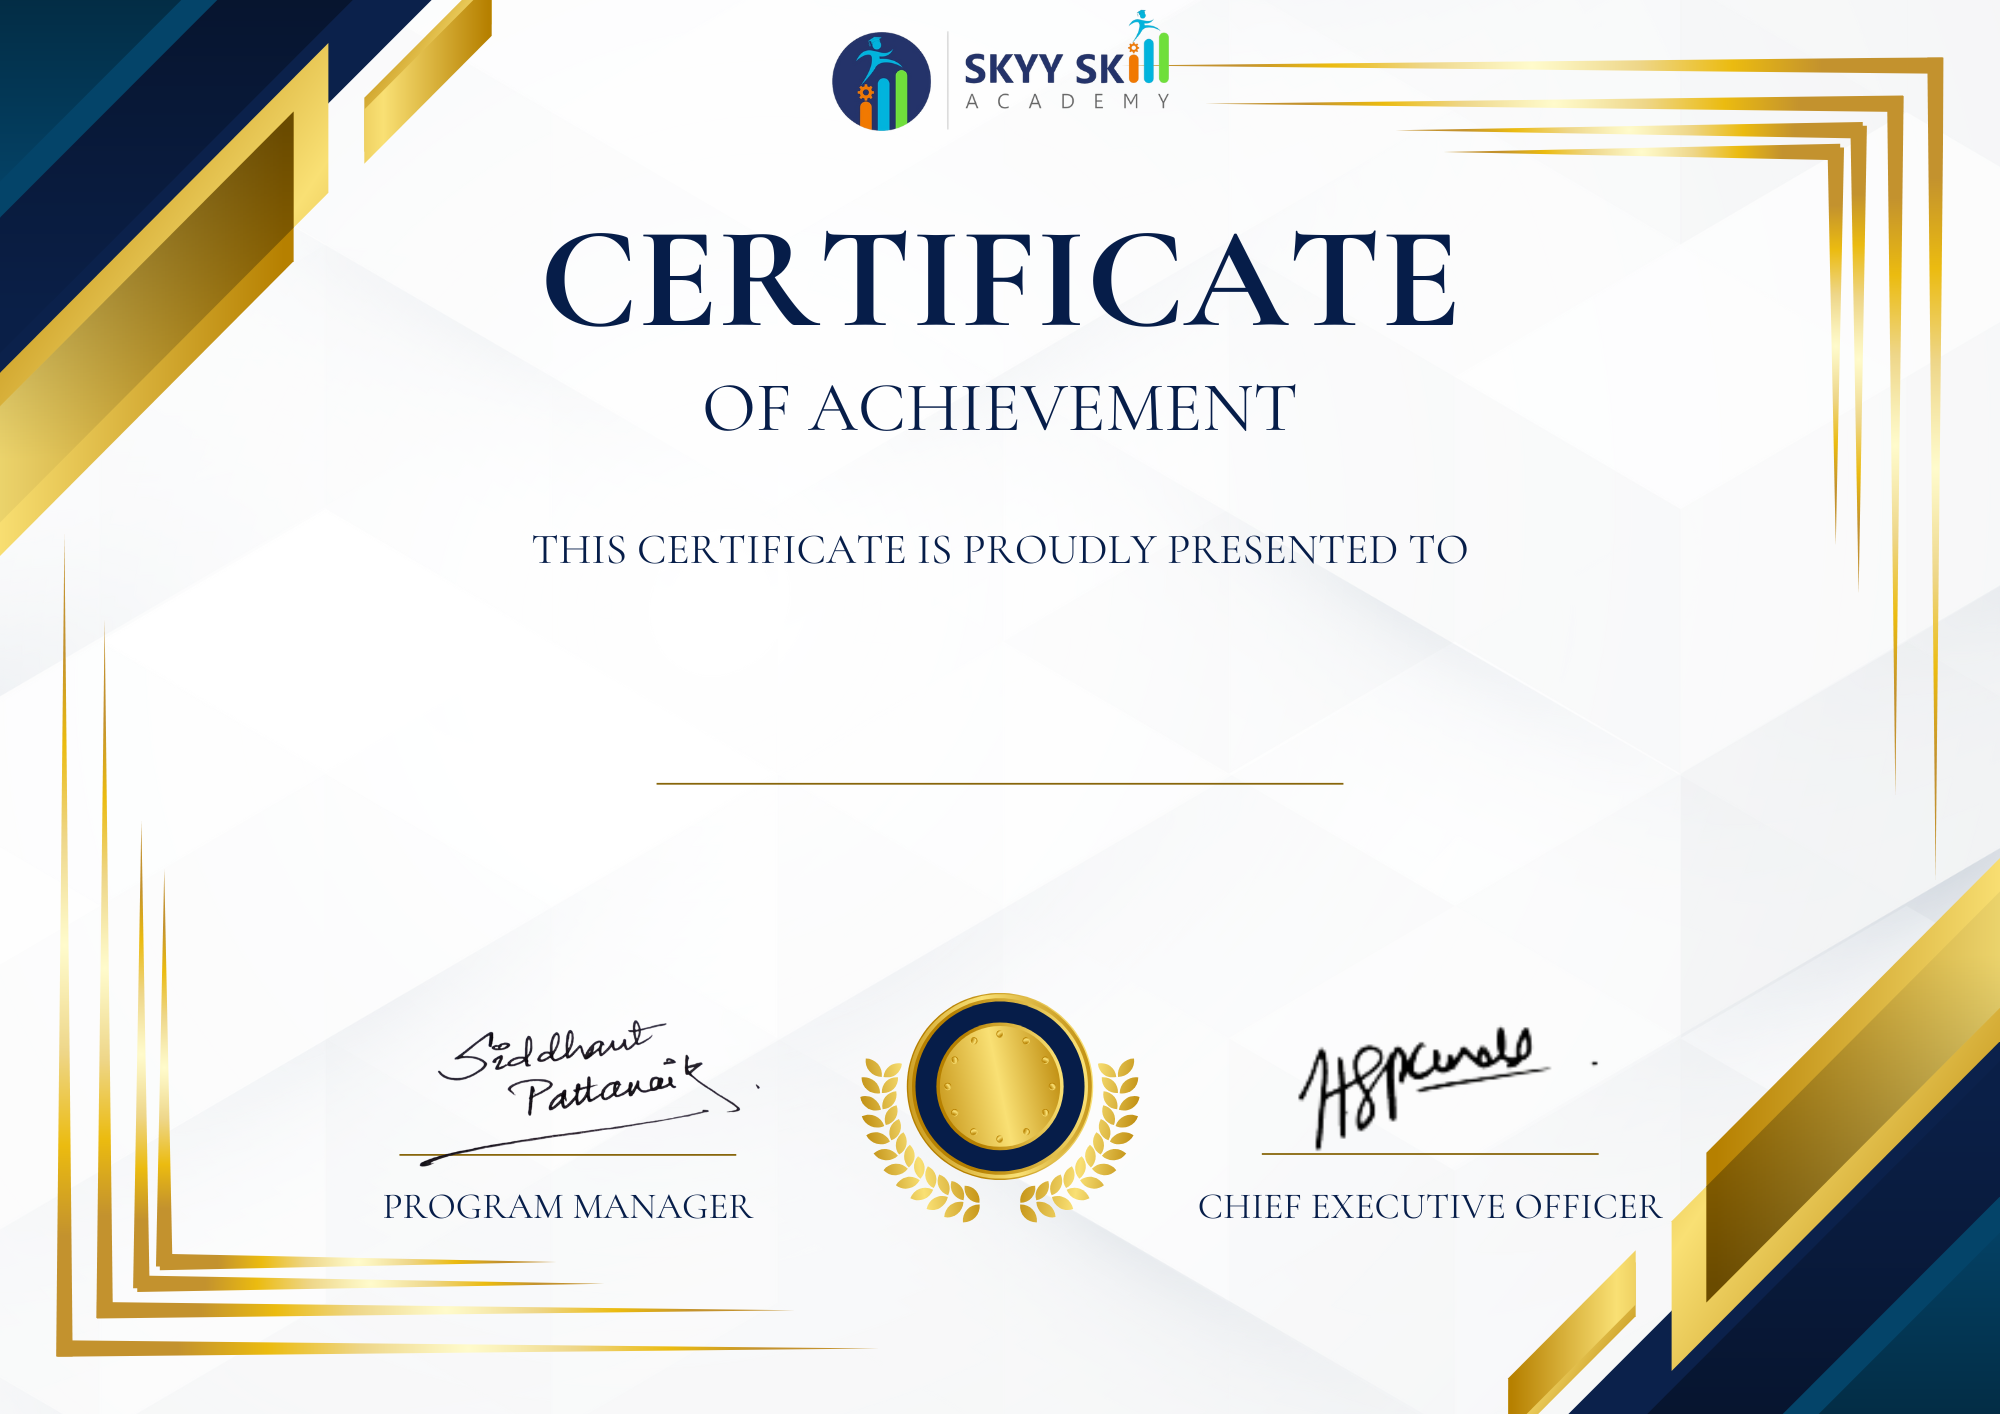 SKYY SKill
ACADEMY
CERTIFICATE
OF ACHIEVEMENT
THIS CERTIFICATE IS PROUDLY PRESENTED TO
Siddhant
Pattanaik
PROGRAM MANAGER
CHIEF EXECUTIVE OFFICER